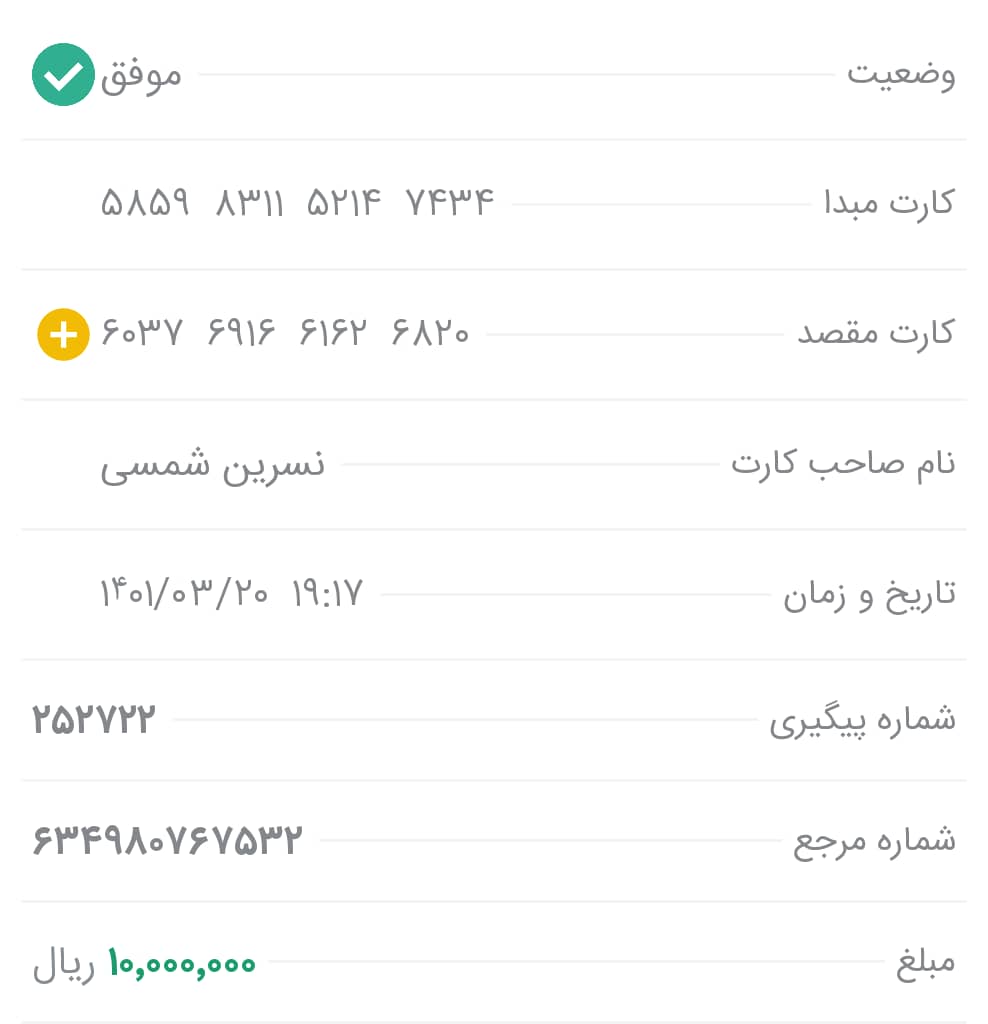 وضعیت موفق
کارت مبدا ۵۸۵۹ ۸۳۱۱ ۵۲۱۴ ۷۴۳۴
کارت مقصد ۶۰۳۷ ۶۹۱۶ ۶۱۶۲ ۶۸۲۰
نام صاحب کارت نسرین شمسی
تاریخ و زمان ۱۴۰۱/۰۳/۲۰ ۱۹:۱۷
شماره پیگیری ۲۵۲۷۲۲
شماره مرجع ۶۳۴۹۸۰۷۶۷۵۳۲
مبلغ ۱۰,۰۰۰,۰۰۰ ریال